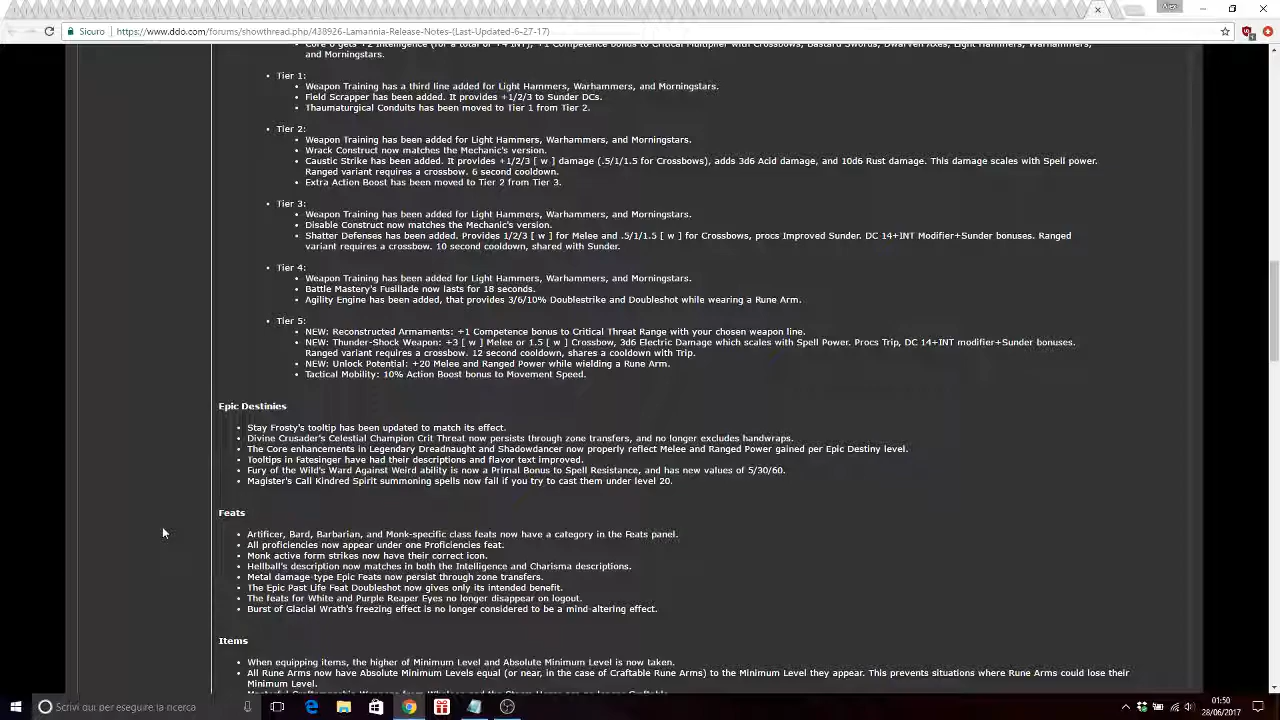 Alex
Sicuro | https://www.ddo.com/forums/showthread.php/438926-Lamannia-Release-Notes-(Last-Updated-6-27-17)
Core 6 gets +2 Intelligence (for a total of +4 INT), +1 Competence bonus to Critical Multiplier with Crossbows, Bastard Swords, Dwarven Axes, Light Hammers, Warhammers,
and Morningstars.
Tier 1:
Weapon Training has a third line added for Light Hammers, Warhammers, and Morningstars.
Field Scrapper has been added. It provides +1/2/3 to Sunder DCs.
Thaumaturgical Conduits has been moved to Tier 1 from Tier 2.
Tier 2:
Weapon Training has been added for Light Hammers, Warhammers, and Morningstars.
Wrack Construct now matches the Mechanic's version.
Caustic Strike has been added. It provides +1/2/3 [ w ] damage (.5/1/1.5 for Crossbows), adds 3d6 Acid damage, and 10d6 Rust damage. This damage scales with Spell power.
Ranged variant requires a crossbow. 6 second cooldown.
Extra Action Boost has been moved to Tier 2 from Tier 3.
Tier 3:
Weapon Training has been added for Light Hammers, Warhammers, and Morningstars.
Disable Construct now matches the Mechanic's version.
Shatter Defenses has been added. Provides 1/2/3 [ w ] for Melee and .5/1/1.5 [ w ] for Crossbows, procs Improved Sunder. DC 14+INT Modifier+Sunder bonuses. Ranged
variant requires a crossbow. 10 second cooldown, shared with Sunder.
Tier 4:
Weapon Training has been added for Light Hammers, Warhammers, and Morningstars.
Battle Mastery's Fusillade now lasts for 18 seconds.
Agility Engine has been added, that provides 3/6/10% Doublestrike and Doubleshot while wearing a Rune Arm.
Tier 5:
NEW: Reconstructed Armaments: +1 Competence bonus to Critical Threat Range with your chosen weapon line.
NEW: Thunder-Shock Weapon: +3 [ w ] Melee or 1.5 [ w ] Crossbow, 3d6 Electric Damage which scales with Spell Power. Procs Trip, DC 14+INT modifier+Sunder bonuses.
Ranged variant requires a crossbow. 12 second cooldown, shares a cooldown with Trip.
NEW: Unlock Potential: +20 Melee and Ranged Power while wielding a Rune Arm.
Tactical Mobility: 10% Action Boost bonus to Movement Speed.
Epic Destinies
Stay Frosty's tooltip has been updated to match its effect.
Divine Crusader's Celestial Champion Crit Threat now persists through zone transfers, and no longer excludes handwraps.
The Core enhancements in Legendary Dreadnaught and Shadowdancer now properly reflect Melee and Ranged Power gained per Epic Destiny level.
Tooltips in Fatesinger have had their descriptions and flavor text improved.
Fury of the Wild's Ward Against Weird ability is now a Primal Bonus to Spell Resistance, and has new values of 5/30/60.
Magister's Call Kindred Spirit summoning spells now fail if you try to cast them under level 20.
Feats
Artificer, Bard, Barbarian, and Monk-specific class feats now have a category in the Feats panel.
All proficiencies now appear under one Proficiencies feat.
Monk active form strikes now have their correct icon.
Hellball's description now matches in both the Intelligence and Charisma descriptions.
Metal damage-type Epic Feats now persist through zone transfers.
The Epic Past Life Feat Doubleshot now gives only its intended benefit.
The feats for White and Purple Reaper Eyes no longer disappear on logout.
Burst of Glacial Wrath's freezing effect is no longer considered to be a mind-altering effect.
Items
When equipping items, the higher of Minimum Level and Absolute Minimum Level is now taken.
All Rune Arms now have Absolute Minimum Levels equal (or near, in the case of Craftable Rune Arms) to the Minimum Level they appear. This prevents situations where Rune Arms could lose their
Minimum Level.
Scrivi qui per eseguire la ricerca
01:50
28/06/2017